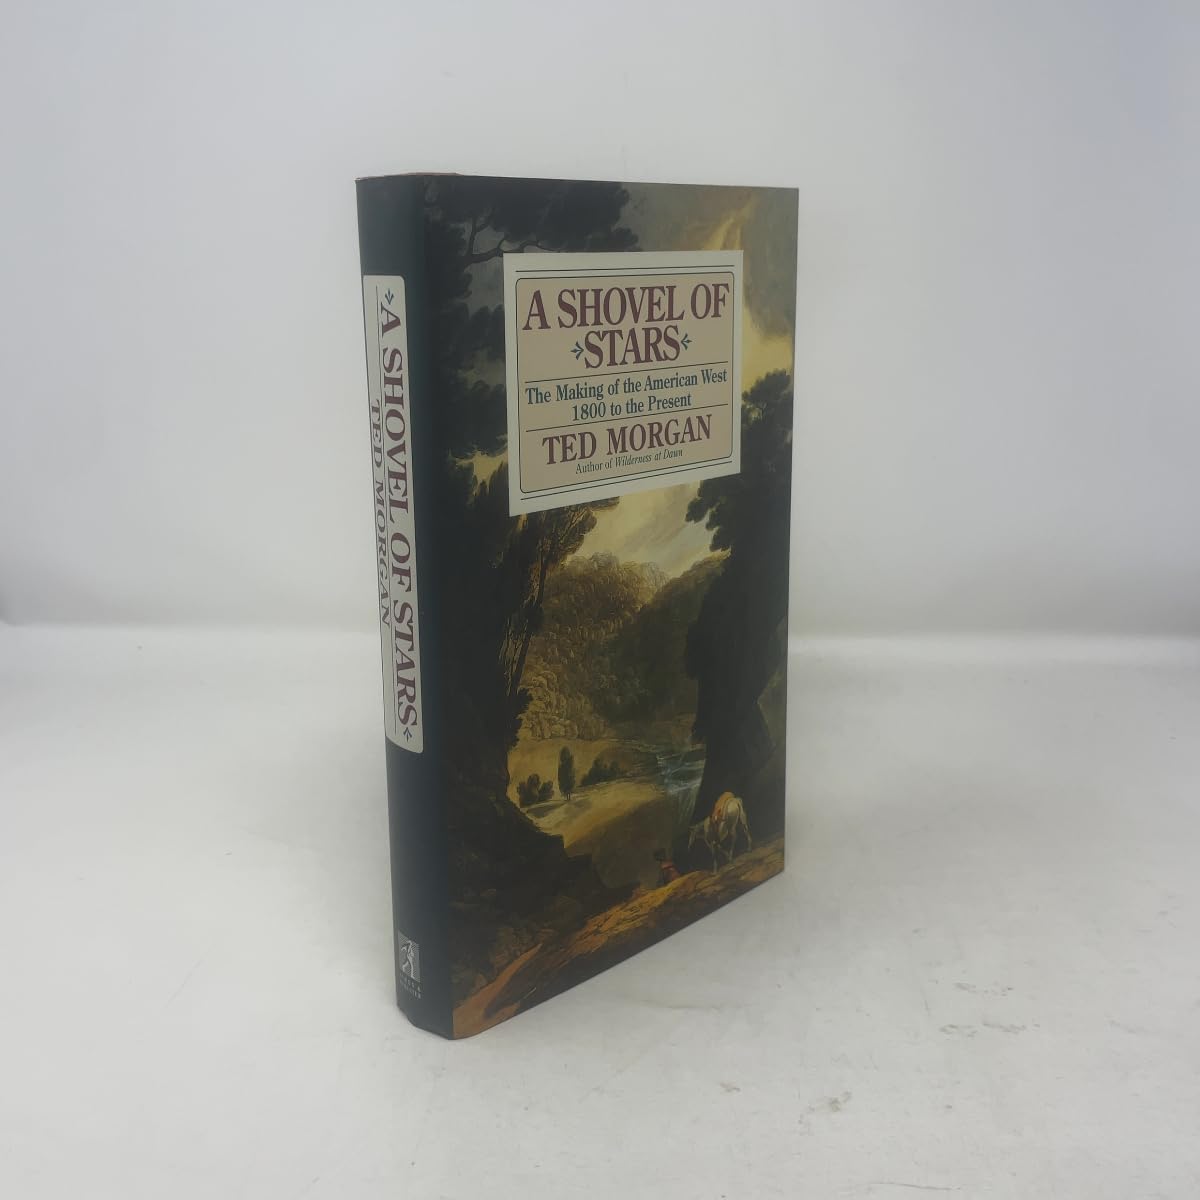 A SHOVEL OF STARS
TED MORGAN
A SHOVEL OF
STARS
The Making of the American West
1800 to the Present
TED MORGAN
Author of Wilderness at Dawn